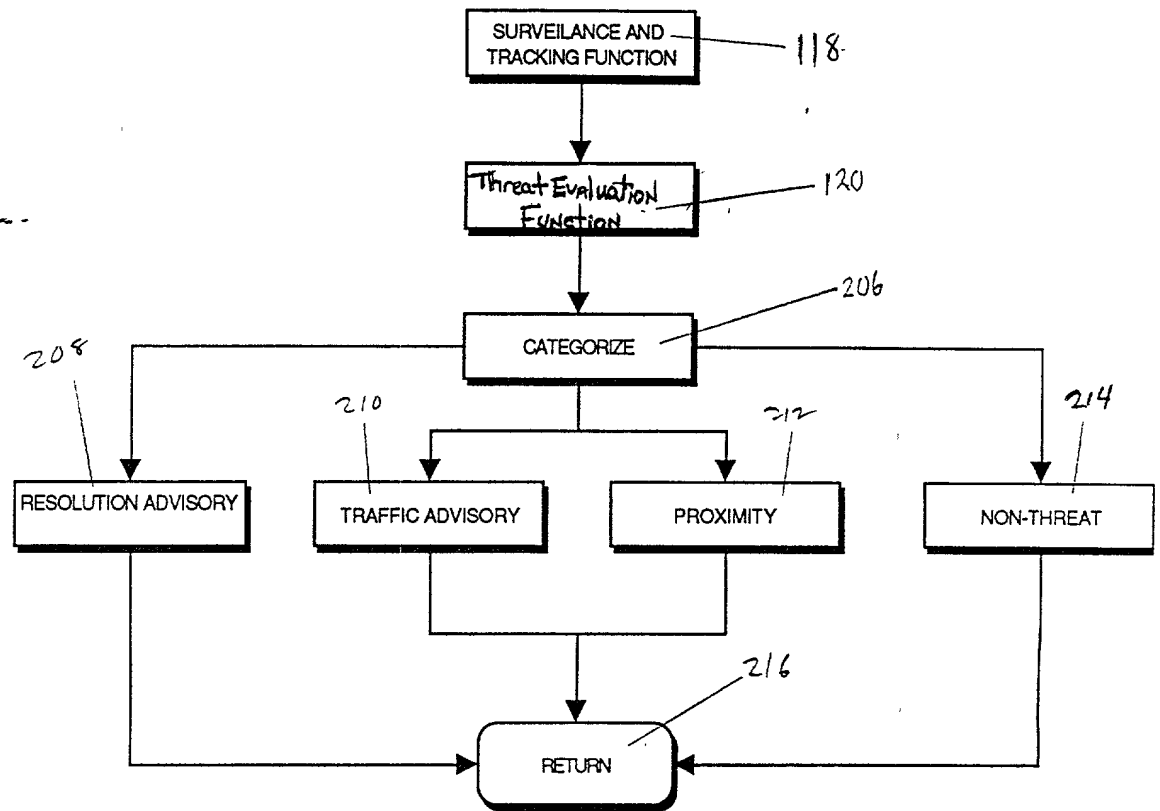 SURVEILANCE AND
TRACKING FUNCTION
118
Threat Evaluation
Function
120
206
CATEGORIZE
208
210
212
214
RESOLUTION ADVISORY
TRAFFIC ADVISORY
PROXIMITY
NON-THREAT
216
RETURN